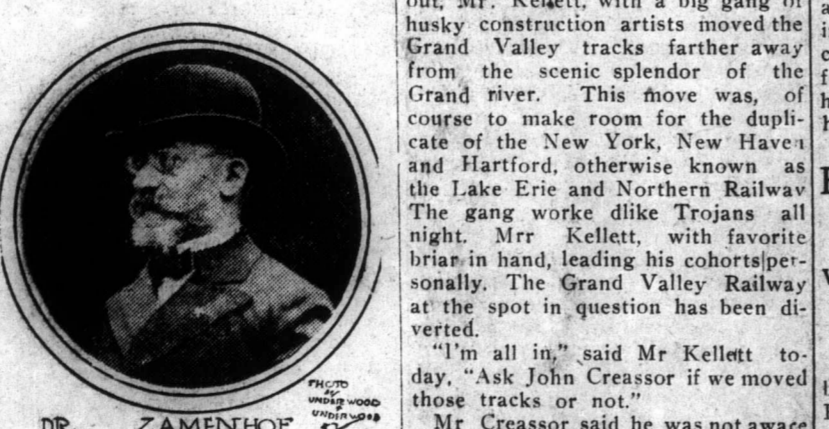 PHOTO
BY
UNDERWOOD
&
UNDERWOOD
DR. ZAMENHOF
out, Mr. Kellett, with a big gang of
husky construction artists moved the
Grand Valley tracks farther away
from the scenic splendor of the
Grand river. This move was, of
course to make room for the dupli-
cate of the New York, New Haven
and Hartford, otherwise known as
the Lake Erie and Northern Railway
The gang worke dlike Trojans all
night. Mrr Kellett, with favorite
briar in hand, leading his cohorts per-
sonally. The Grand Valley Railway
at the spot in question has been di-
verted.
"I'm all in," said Mr Kellett to-
day, "Ask John Creassor if we moved
those tracks or not."
Mr Creassor said he was not aware